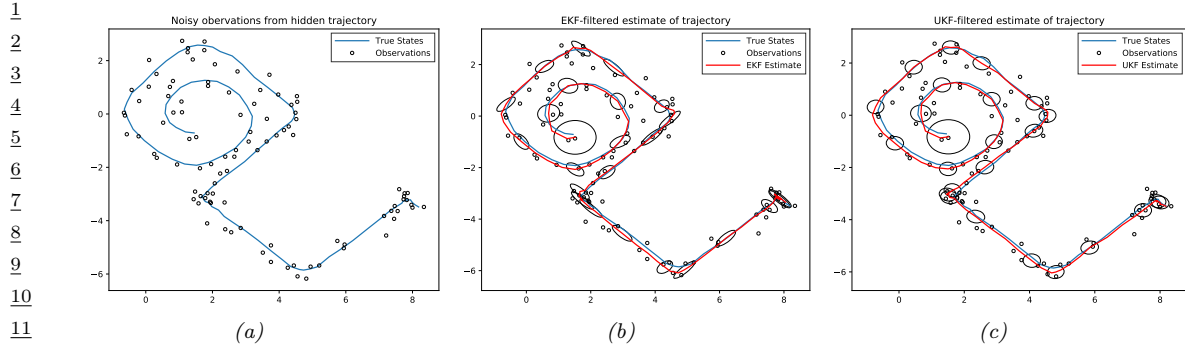 1
2
3
4
5
6
7
8
9
10
11
Noisy obervations from hidden trajectory
True States
Observations
2
0
−2
−4
−6
0 2 4 6 8
(a)
EKF-filtered estimate of trajectory
True States
Observations
EKF Estimate
2
0
−2
−4
−6
0 2 4 6 8
(b)
UKF-filtered estimate of trajectory
True States
Observations
UKF Estimate
2
0
−2
−4
−6
0 2 4 6 8
(c)